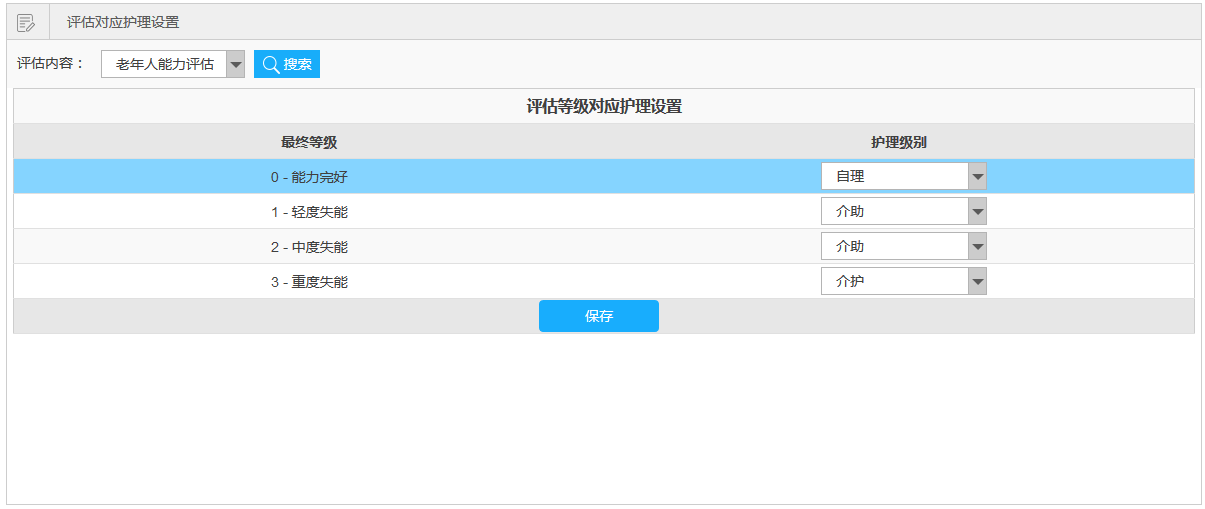 评估对应护理设置
评估内容： 老年人能力评估 搜索
评估等级对应护理设置
最终等级 护理级别
0 - 能力完好 自理
1 - 轻度失能 介助
2 - 中度失能 介助
3 - 重度失能 介护
保存